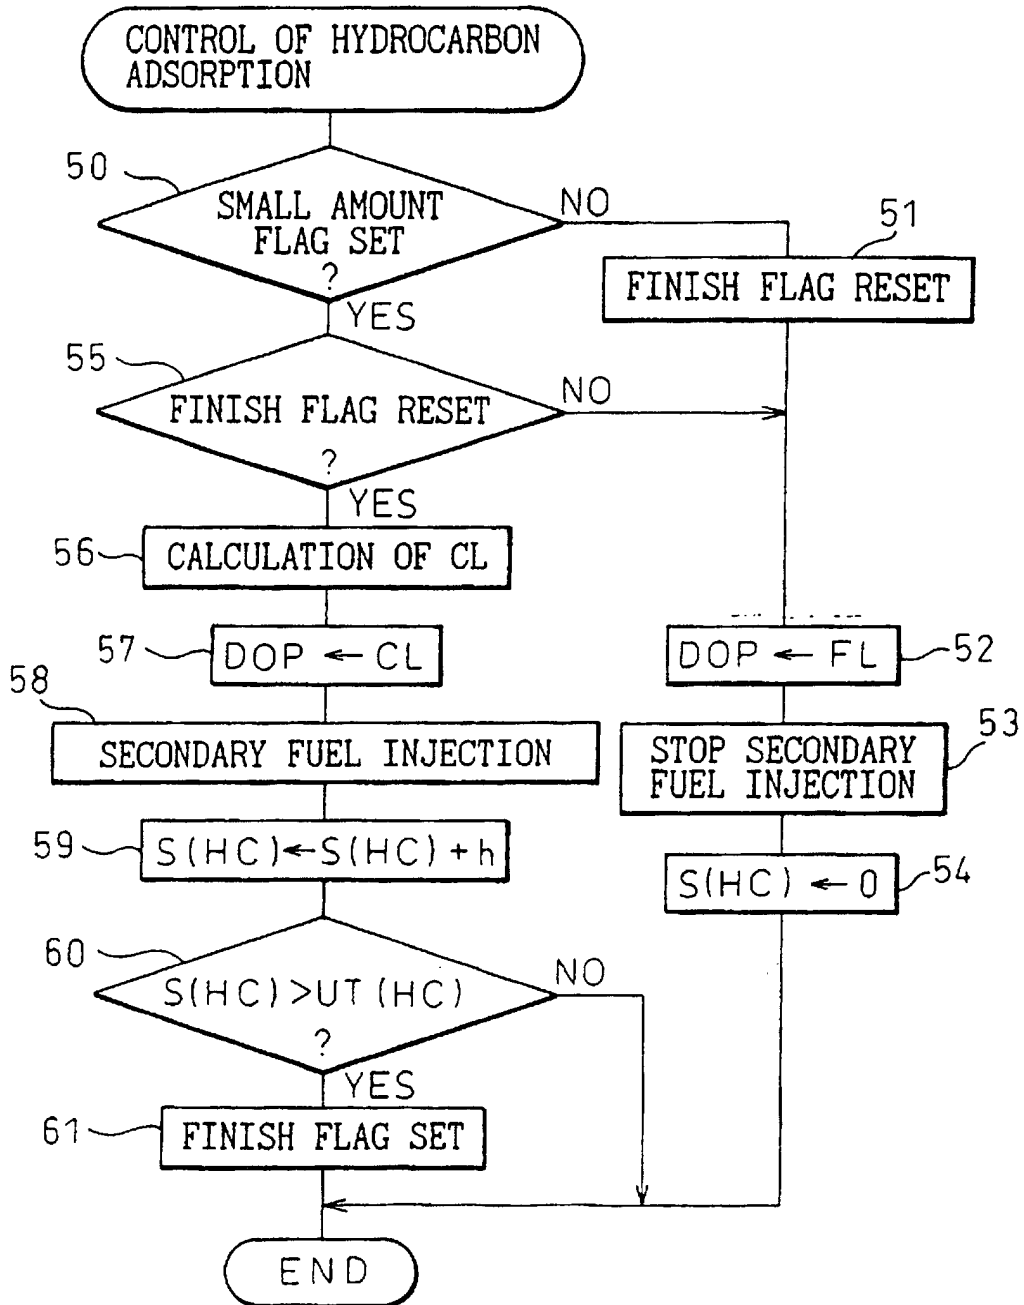 CONTROL OF HYDROCARBON
ADSORPTION
50
SMALL AMOUNT
FLAG SET
?
NO
YES
51
FINISH FLAG RESET
55
FINISH FLAG RESET
?
NO
YES
56
CALCULATION OF CL
57
DOP ← CL
DOP ← FL
52
58
SECONDARY FUEL INJECTION
STOP SECONDARY
FUEL INJECTION
53
59
S(HC)←S(HC)+h
S(HC) ← 0
54
60
S(HC)>UT(HC)
?
NO
YES
61
FINISH FLAG SET
END